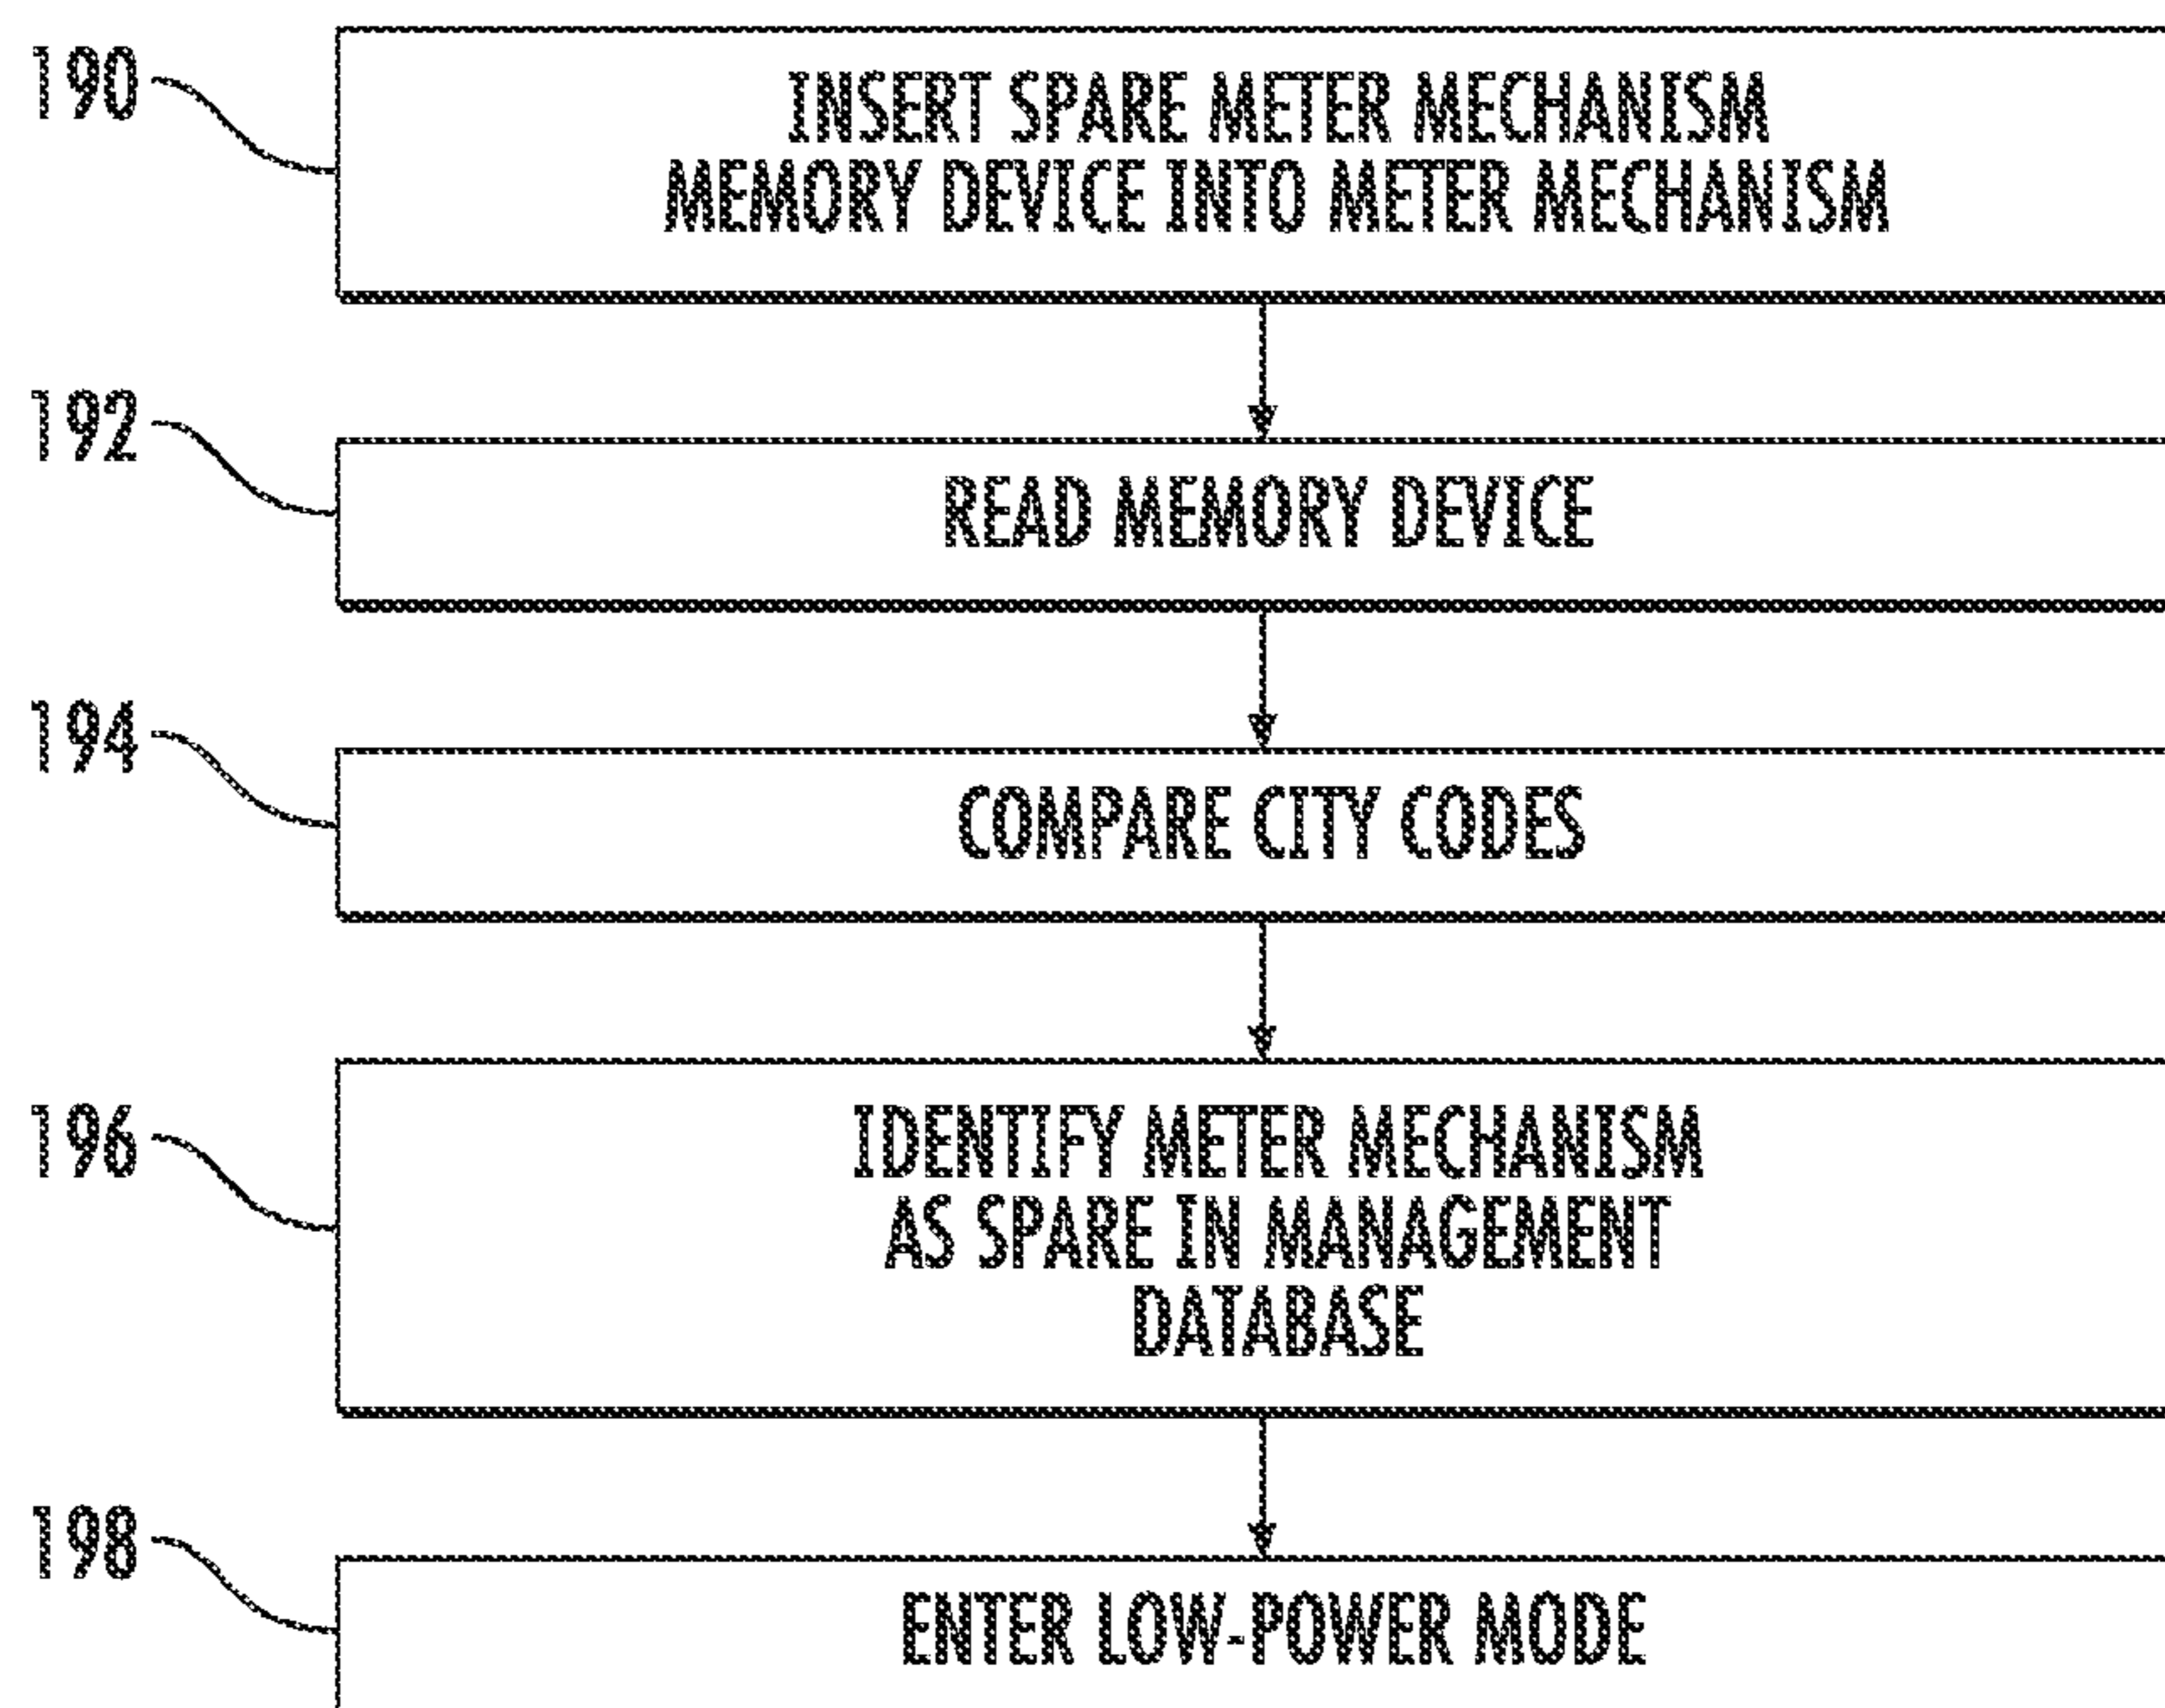 190
INSERT SPARE METER MECHANISM
MEMORY DEVICE INTO METER MECHANISM
192
READ MEMORY DEVICE
194
COMPARE CITY CODES
196
IDENTIFY METER MECHANISM
AS SPARE IN MANAGEMENT
DATABASE
198
ENTER LOW-POWER MODE